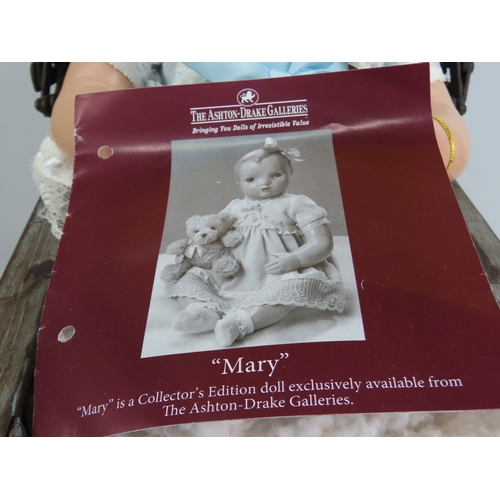 The Ashton-Drake Galleries
Bringing You Dolls of Irresistible Value
“Mary”
“Mary” is a Collector’s Edition doll exclusively available from
The Ashton-Drake Galleries.